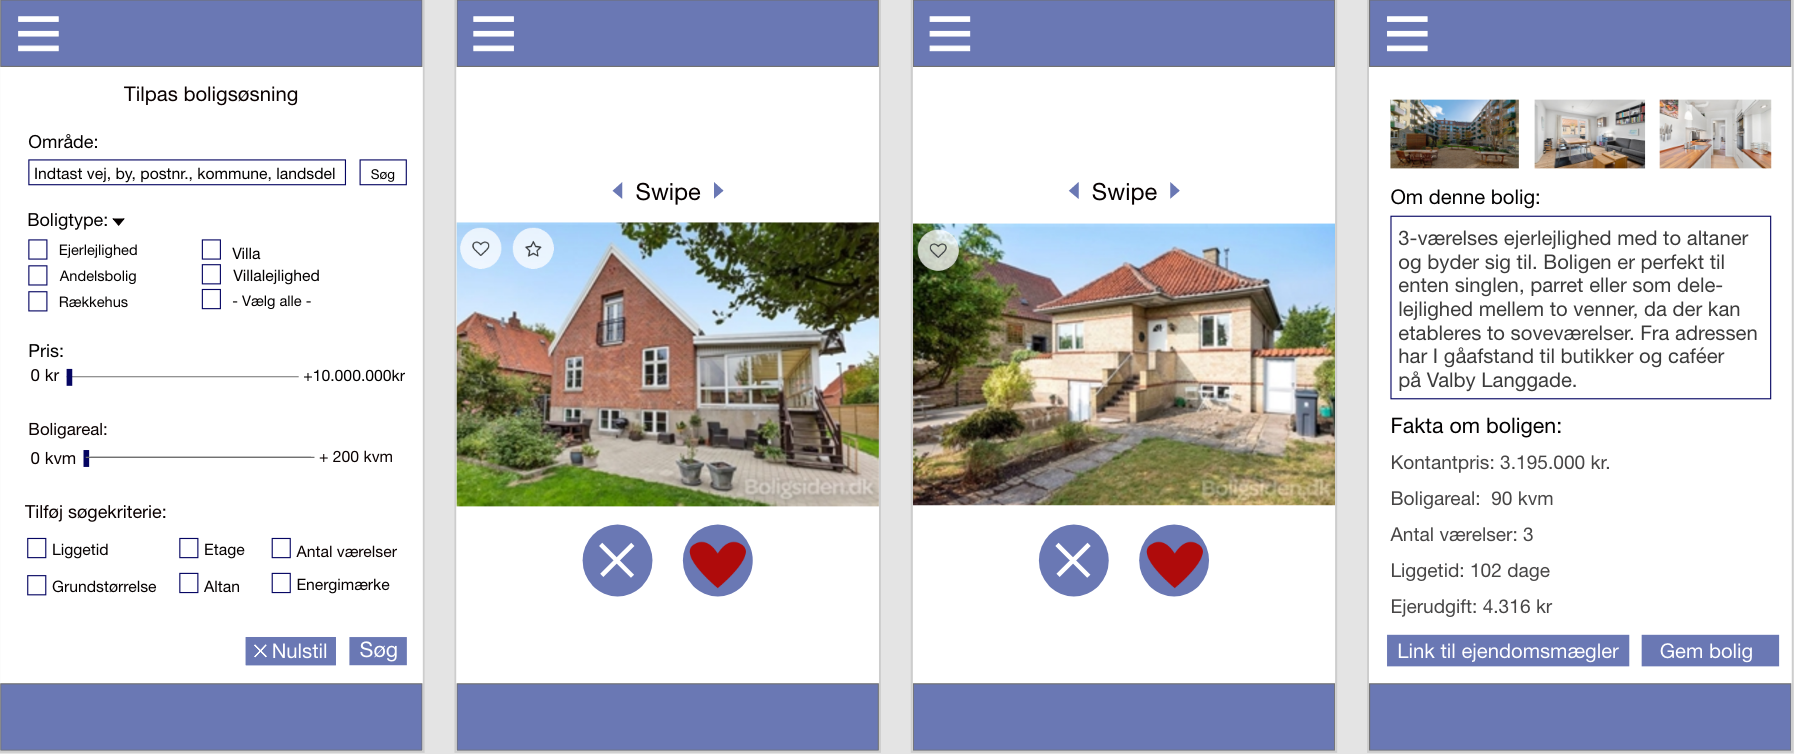 Tilpas boligsøsning
Område:
Indtast vej, by, postnr., kommune, landsdel
Søg
Boligtype:
Ejerlejlighed
Villa
Andelsbolig
Villalejlighed
Rækkehus
- Vælg alle -
Pris:
0 kr
+10.000.000kr
Boligareal:
0 kvm
+ 200 kvm
Tilføj søgekriterie:
Liggetid
Etage
Antal værelser
Grundstørrelse
Altan
Energimærke
Nulstil
Søg
Swipe
Boligsiden.dk
Swipe
Boligsiden.dk
Om denne bolig:
3-værelses ejerlejlighed med to altaner
og byder sig til. Boligen er perfekt til
enten singlen, parret eller som dele-
lejlighed mellem to venner, da der kan
etableres to soveværelser. Fra adressen
har I gåafstand til butikker og caféer
på Valby Langgade.
Fakta om boligen:
Kontantpris: 3.195.000 kr.
Boligareal:  90 kvm
Antal værelser: 3
Liggetid: 102 dage
Ejerudgift: 4.316 kr
Link til ejendomsmægler
Gem bolig